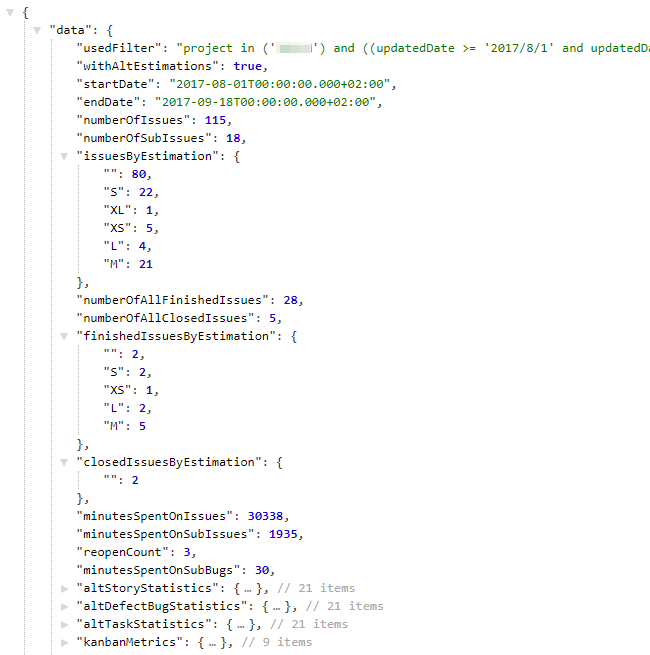 {
"data": {
"usedFilter": "project in ('') and ((updatedDate >= '2017/8/1' and updatedDa
"withAltEstimations": true,
"startDate": "2017-08-01T00:00:00.000+02:00",
"endDate": "2017-09-18T00:00:00.000+02:00",
"numberOfIssues": 115,
"numberOfSubIssues": 18,
"issuesByEstimation": {
"": 80,
"S": 22,
"XL": 1,
"XS": 5,
"L": 4,
"M": 21
},
"numberOfAllFinishedIssues": 28,
"numberOfAllClosedIssues": 5,
"finishedIssuesByEstimation": {
"": 2,
"S": 2,
"XS": 1,
"L": 2,
"M": 5
},
"closedIssuesByEstimation": {
"": 2
},
"minutesSpentOnIssues": 30338,
"minutesSpentOnSubIssues": 1935,
"reopenCount": 3,
"minutesSpentOnSubBugs": 30,
"altStoryStatistics": {…}, // 21 items
"altDefectBugStatistics": {…}, // 21 items
"altTaskStatistics": {…}, // 21 items
"kanbanMetrics": {…}, // 9 items